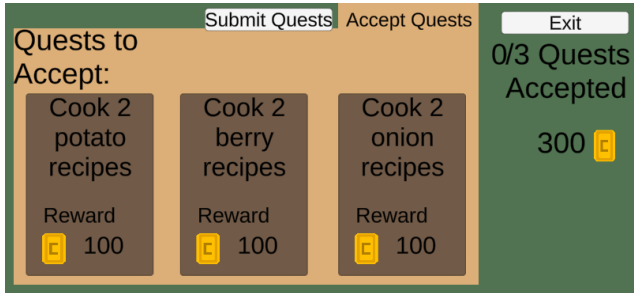 Submit Quests
Accept Quests
Exit
Quests to
Accept:
0/3 Quests
Accepted
300
Cook 2
potato
recipes
Reward
100
Cook 2
berry
recipes
Reward
100
Cook 2
onion
recipes
Reward
100